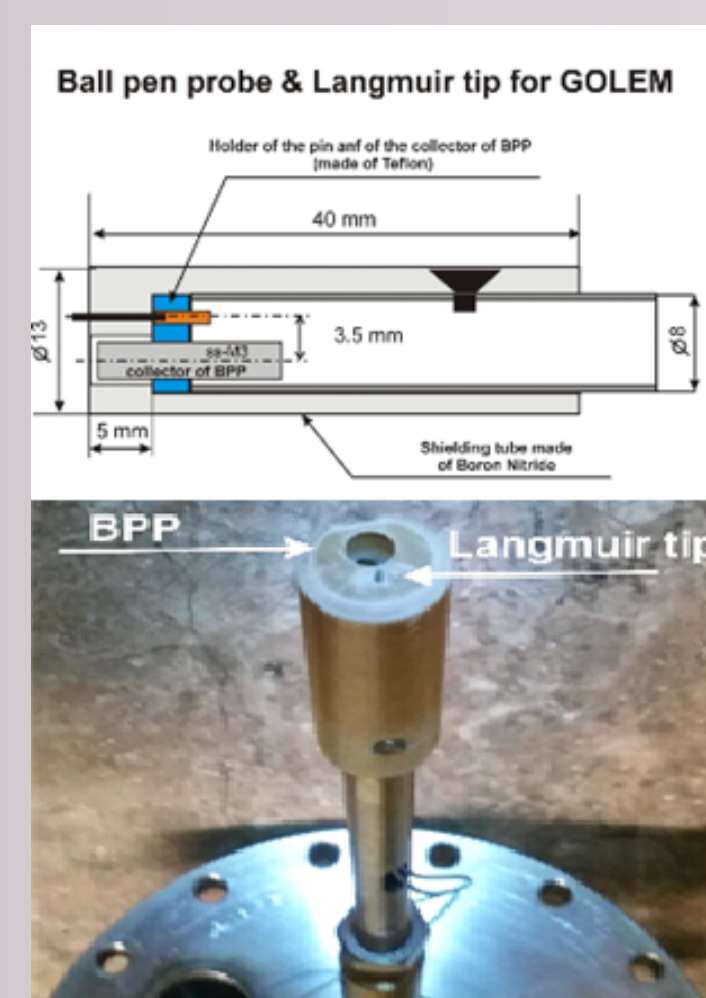 Ball pen probe & Langmuir tip for GOLEM
Holder of the pin anf of the collector of BPP
(made of Teflon)
40 mm
Ø13
3.5 mm
Ø8
ss-M3
collector of BPP
5 mm
Shielding tube made
of Boron Nitride
BPP
Langmuir tip